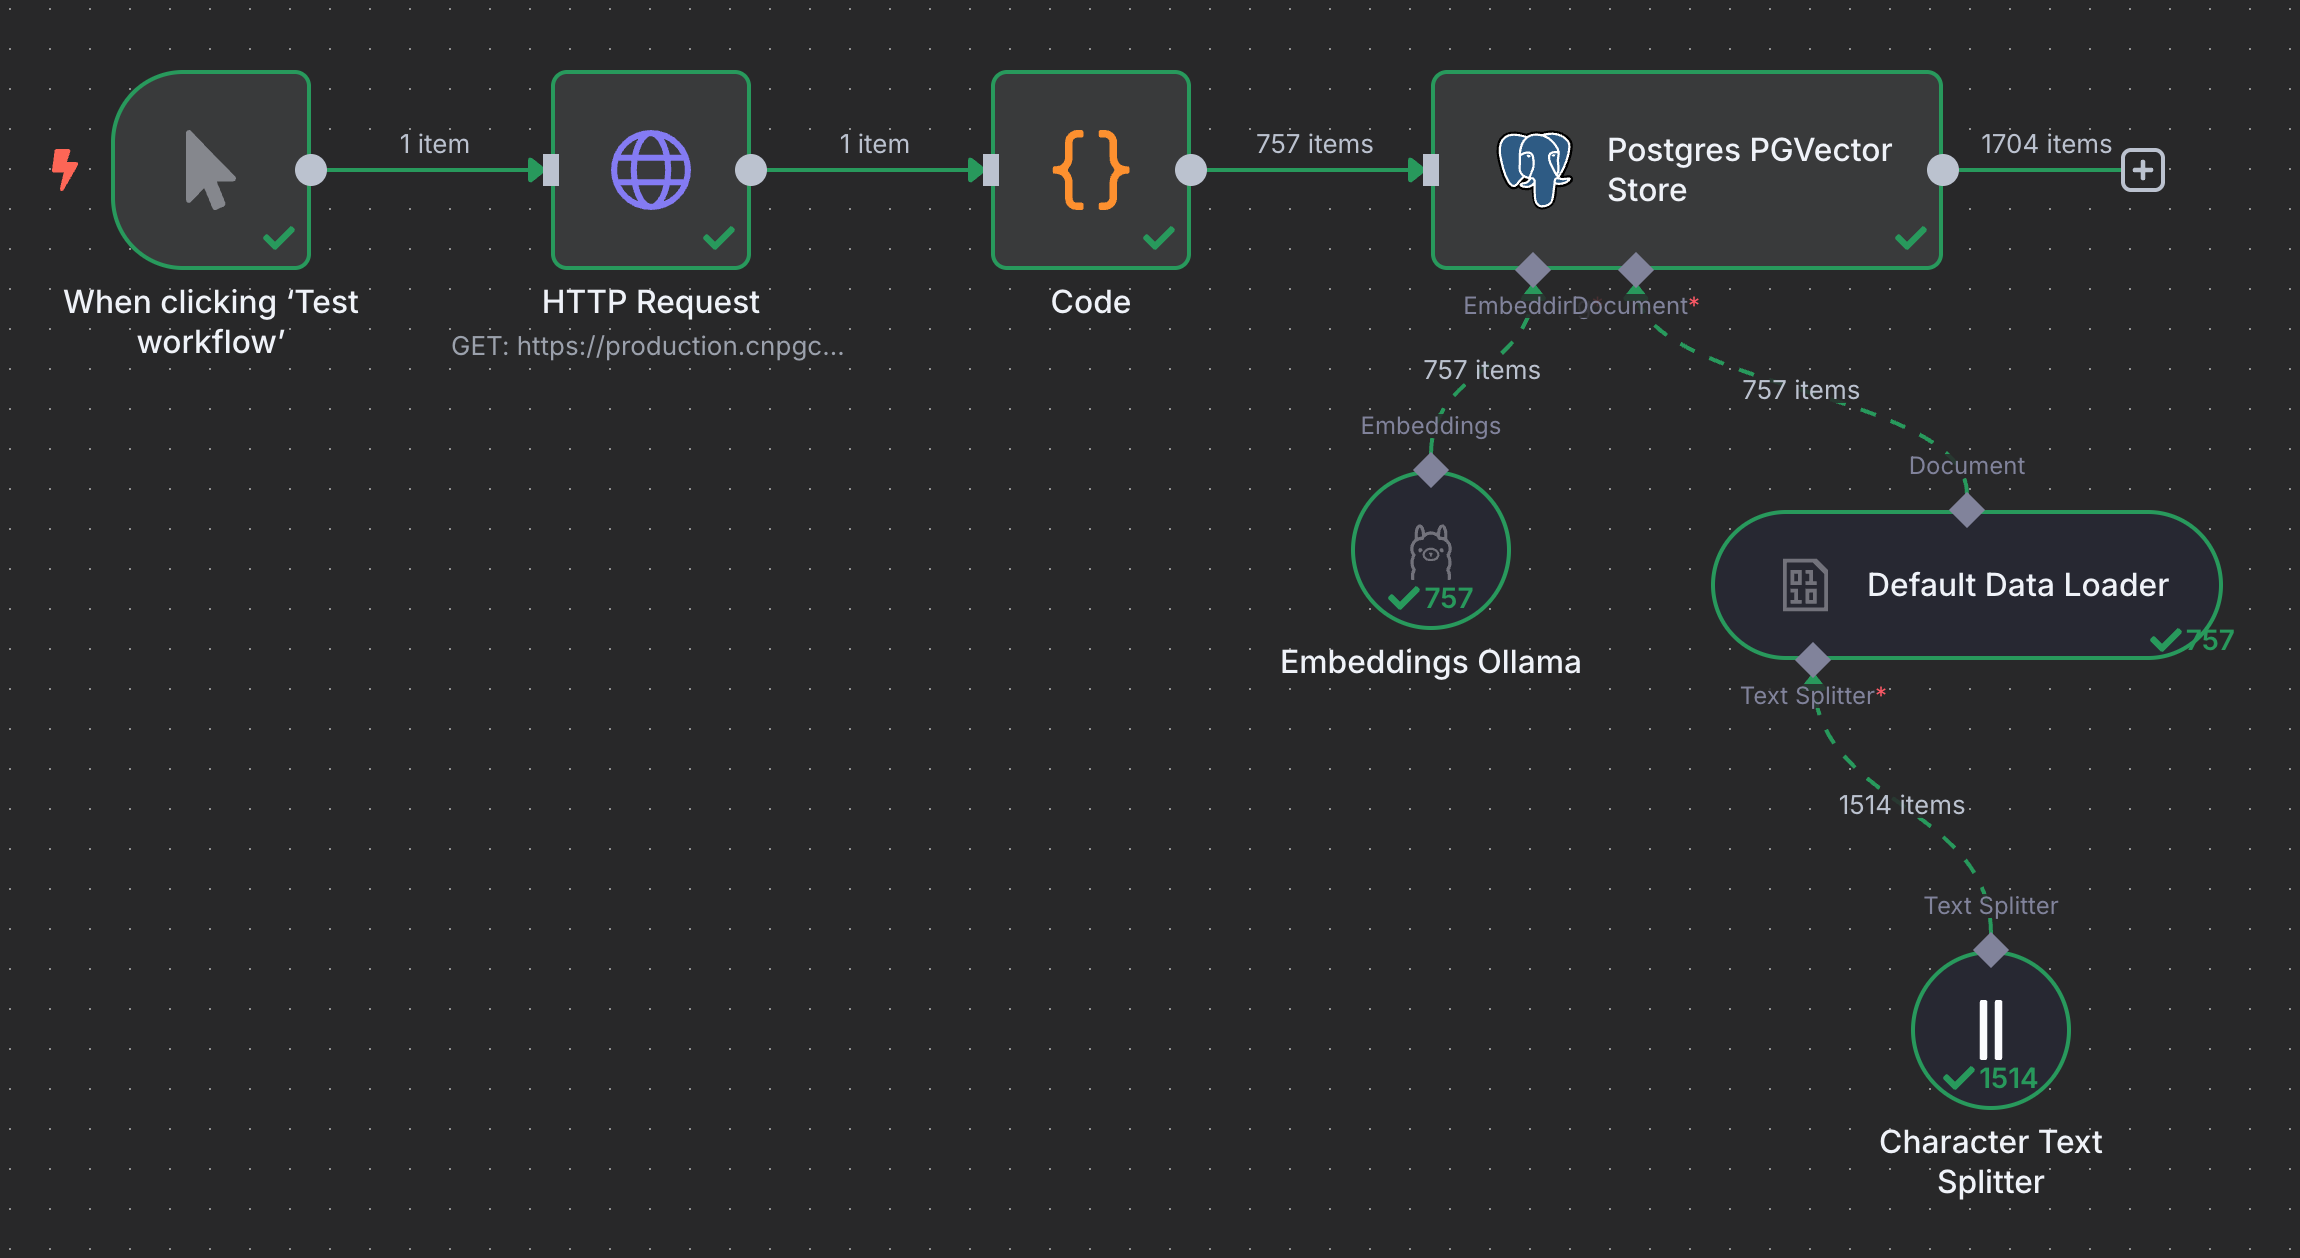 1 item
1 item
757 items
1704 items
Postgres PGVector
Store
When clicking ‘Test
workflow’
HTTP Request
GET: https://production.cnpgc...
Code
Document*
757 items
757 items
Embeddings
Document
757
Embeddings Ollama
Default Data Loader
757
Text Splitter*
1514 items
Text Splitter
1514
Character Text
Splitter